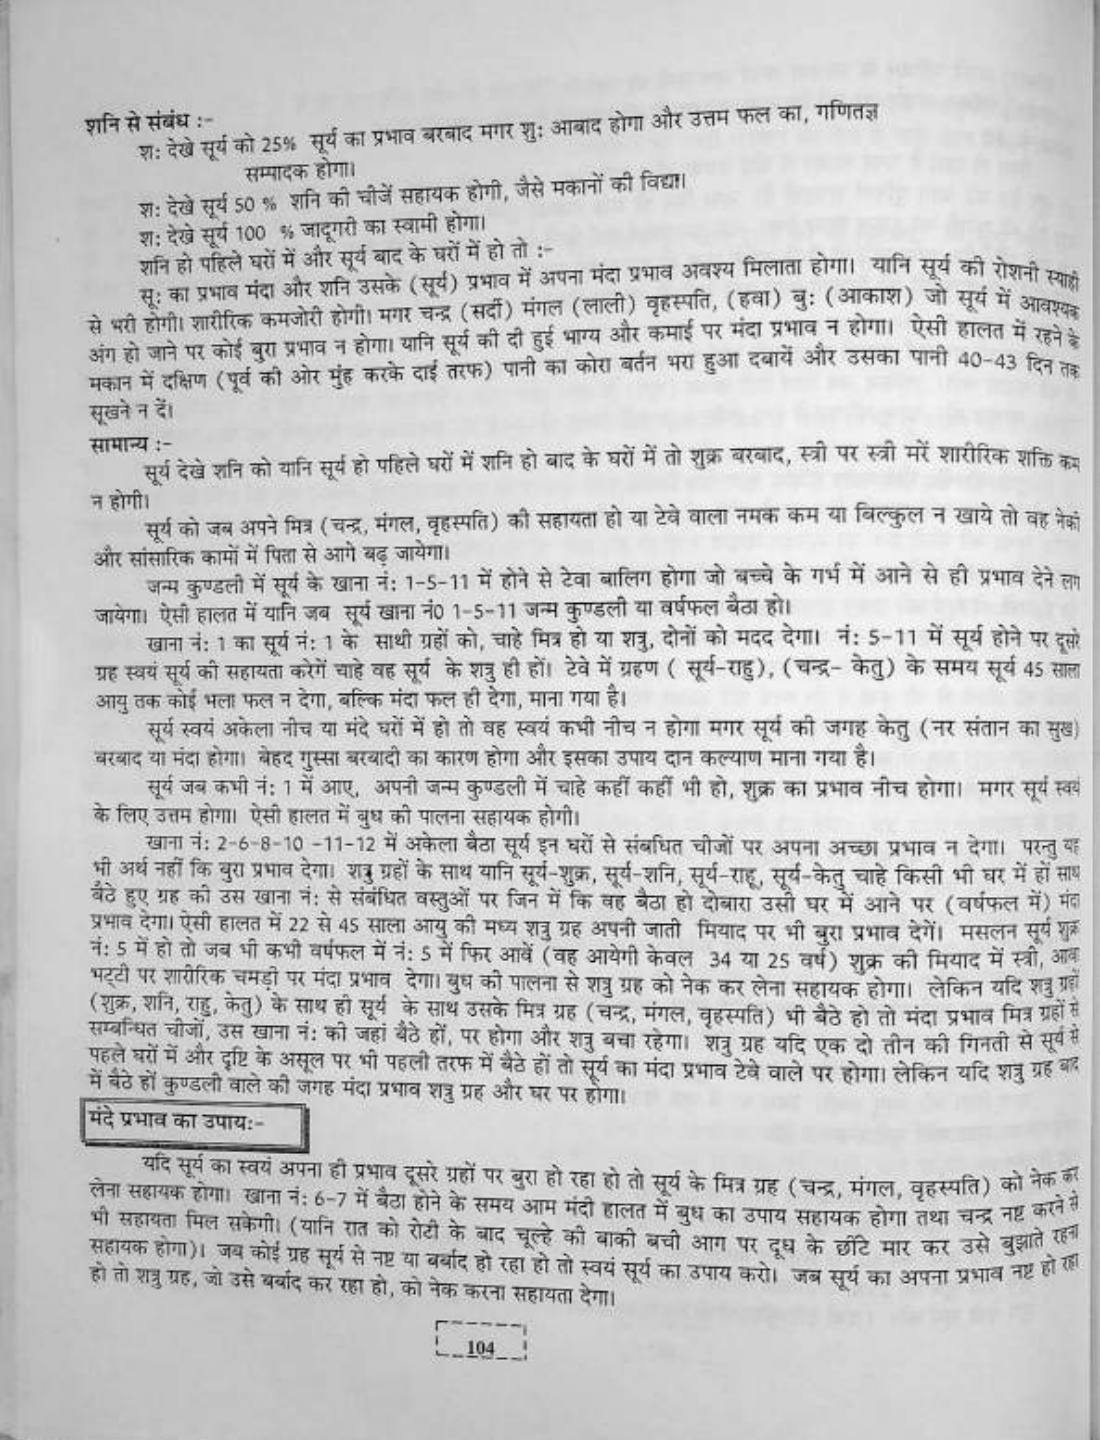 शनि से संबंध :-
शः देखे सूर्य को 25% सूर्य का प्रभाव बरबाद मगर शुः आबाद होगा और उत्तम फल का, गणितज्ञ
सम्पादक होगा।
शः देखे सूर्य 50 % शनि की चीजें सहायक होगी, जैसे मकानों की विद्या।
शः देखे सूर्य 100 % जादूगरी का स्वामी होगा।
शनि हो पहिले घरों में और सूर्य बाद के घरों में हो तो :-
सूः का प्रभाव मंदा और शनि उसके (सूर्य) प्रभाव में अपना मंदा प्रभाव अवश्य मिलाता होगा। यानि सूर्य की रोशनी स्याही
से भरी होगी। शारीरिक कमजोरी होगी। मगर चन्द्र (सर्दी) मंगल (लाली) वृहस्पति, (हवा) बुः (आकाश) जो सूर्य में आवश्यक
अंग हो जाने पर कोई बुरा प्रभाव न होगा। यानि सूर्य की दी हुई भाग्य और कमाई पर मंदा प्रभाव न होगा। ऐसी हालत में रहने के
मकान में दक्षिण (पूर्व की ओर मुंह करके दाई तरफ) पानी का कोरा बर्तन भरा हुआ दबायें और उसका पानी 40-43 दिन तक
सूखने न दें।
सामान्य :-
सूर्य देखे शनि को यानि सूर्य हो पहिले घरों में शनि हो बाद के घरों में तो शुक्र बरबाद, स्त्री पर स्त्री मरें शारीरिक शक्ति कम
न होगी।
सूर्य को जब अपने मित्र (चन्द्र, मंगल, वृहस्पति) की सहायता हो या टेवे वाला नमक कम या बिल्कुल न खाये तो वह नेकी
और सांसारिक कामों में पिता से आगे बढ़ जायेगा।
जन्म कुण्डली में सूर्य के खाना नं: 1-5-11 में होने से टेवा बालिग होगा जो बच्चे के गर्भ में आने से ही प्रभाव देने लग
जायेगा। ऐसी हालत में यानि जब सूर्य खाना नं0 1-5-11 जन्म कुण्डली या वर्षफल बैठा हो।
खाना नं: 1 का सूर्य नं: 1 के साथी ग्रहों को, चाहे मित्र हो या शत्रु, दोनों को मदद देगा। नं: 5-11 में सूर्य होने पर दूसरे
ग्रह स्वयं सूर्य की सहायता करेगें चाहे वह सूर्य के शत्रु ही हों। टेवे में ग्रहण ( सूर्य-राहु), (चन्द्र- केतु) के समय सूर्य 45 साला
आयु तक कोई भला फल न देगा, बल्कि मंदा फल ही देगा, माना गया है।
सूर्य स्वयं अकेला नीच या मंदे घरों में हो तो वह स्वयं कभी नीच न होगा मगर सूर्य की जगह केतु (नर संतान का सुख)
बरबाद या मंदा होगा। बेहद गुस्सा बरबादी का कारण होगा और इसका उपाय दान कल्याण माना गया है।
सूर्य जब कभी नं: 1 में आए, अपनी जन्म कुण्डली में चाहे कहीं कहीं भी हो, शुक्र का प्रभाव नीच होगा। मगर सूर्य स्वयं
के लिए उत्तम होगा। ऐसी हालत में बुध की पालना सहायक होगी।
खाना नं: 2-6-8-10 -11-12 में अकेला बैठा सूर्य इन घरों से संबधित चीजों पर अपना अच्छा प्रभाव न देगा। परन्तु यह
भी अर्थ नहीं कि बुरा प्रभाव देगा। शत्रु ग्रहों के साथ यानि सूर्य-शुक्र, सूर्य-शनि, सूर्य-राहू, सूर्य-केतु चाहे किसी भी घर में हों साथ
बैठे हुए ग्रह की उस खाना नं: से संबंधित वस्तुओं पर जिन में कि वह बैठा हो दोबारा उसी घर में आने पर (वर्षफल में) मंदा
प्रभाव देगा। ऐसी हालत में 22 से 45 साला आयु की मध्य शत्रु ग्रह अपनी जाती मियाद पर भी बुरा प्रभाव देगें। मसलन सूर्य शुक्र
नं: 5 में हो तो जब भी कभी वर्षफल में नं: 5 में फिर आवें (वह आयेगी केवल 34 या 25 वर्ष) शुक्र की मियाद में स्त्री, आवा
भट्टी पर शारीरिक चमड़ी पर मंदा प्रभाव देगा। बुध की पालना से शत्रु ग्रह को नेक कर लेना सहायक होगा। लेकिन यदि शत्रु ग्रहों
(शुक्र, शनि, राहु, केतु) के साथ ही सूर्य के साथ उसके मित्र ग्रह (चन्द्र, मंगल, वृहस्पति) भी बैठे हो तो मंदा प्रभाव मित्र ग्रहों से
सम्बन्धित चीजों, उस खाना नं: की जहां बैठे हों, पर होगा और शत्रु बचा रहेगा। शत्रु ग्रह यदि एक दो तीन की गिनती से सूर्य से
पहले घरों में और दृष्टि के असूल पर भी पहली तरफ में बैठे हों तो सूर्य का मंदा प्रभाव टेवे वाले पर होगा। लेकिन यदि शत्रु ग्रह बाद
में बैठे हों कुण्डली वाले की जगह मंदा प्रभाव शत्रु ग्रह और घर पर होगा।
मंदे प्रभाव का उपायः-
यदि सूर्य का स्वयं अपना ही प्रभाव दूसरे ग्रहों पर बुरा हो रहा हो तो सूर्य के मित्र ग्रह (चन्द्र, मंगल, वृहस्पति) को नेक कर
लेना सहायक होगा। खाना नं: 6-7 में बैठा होने के समय आम मंदी हालत में बुध का उपाय सहायक होगा तथा चन्द्र नष्ट करने से
भी सहायता मिल सकेगी। (यानि रात को रोटी के बाद चूल्हे की बाकी बची आग पर दूध के छींटे मार कर उसे बुझाते रहना
सहायक होगा)। जब कोई ग्रह सूर्य से नष्ट या बर्बाद हो रहा हो तो स्वयं सूर्य का उपाय करो। जब सूर्य का अपना प्रभाव नष्ट हो रहा
हो तो शत्रु ग्रह, जो उसे बर्बाद कर रहा हो, को नेक करना सहायता देगा।
104